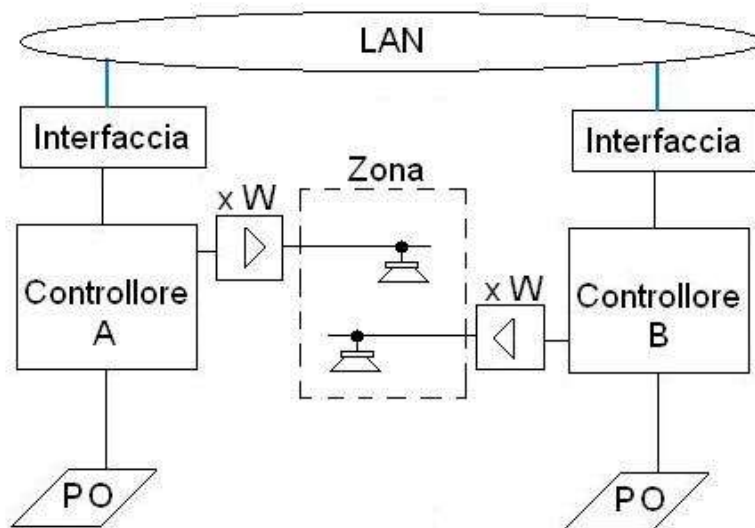 LAN
Interfaccia
Interfaccia
Zona
x W
x W
Controllore
A
Controllore
B
PO
PO